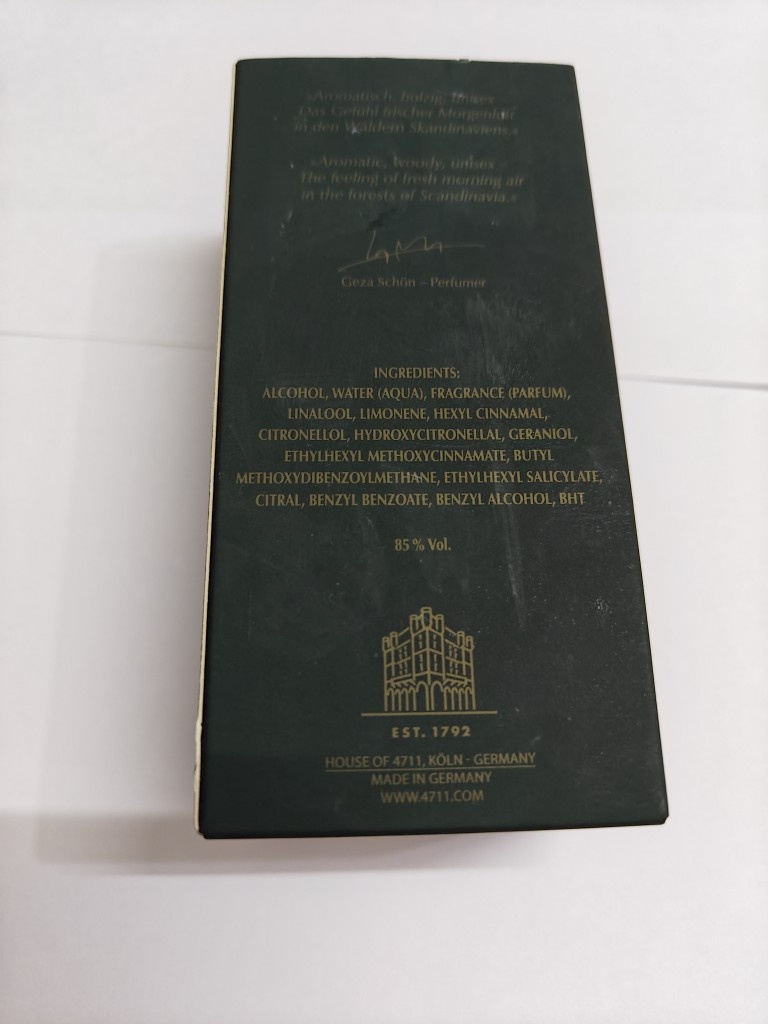 »Aromatisch, holzig, unisex –
Das Gefühl frischer Morgenluft
in den Wäldern Skandinaviens.«
»Aromatic, woody, unisex –
The feeling of fresh morning air
in the forests of Scandinavia.«
Geza Schön – Perfumer
INGREDIENTS:
ALCOHOL, WATER (AQUA), FRAGRANCE (PARFUM),
LINALOOL, LIMONENE, HEXYL CINNAMAL,
CITRONELLOL, HYDROXYCITRONELLAL, GERANIOL,
ETHYLHEXYL METHOXYCINNAMATE, BUTYL
METHOXYDIBENZOYLMETHANE, ETHYLHEXYL SALICYLATE,
CITRAL, BENZYL BENZOATE, BENZYL ALCOHOL, BHT
85 % Vol.
EST. 1792
HOUSE OF 4711, KÖLN - GERMANY
MADE IN GERMANY
WWW.4711.COM